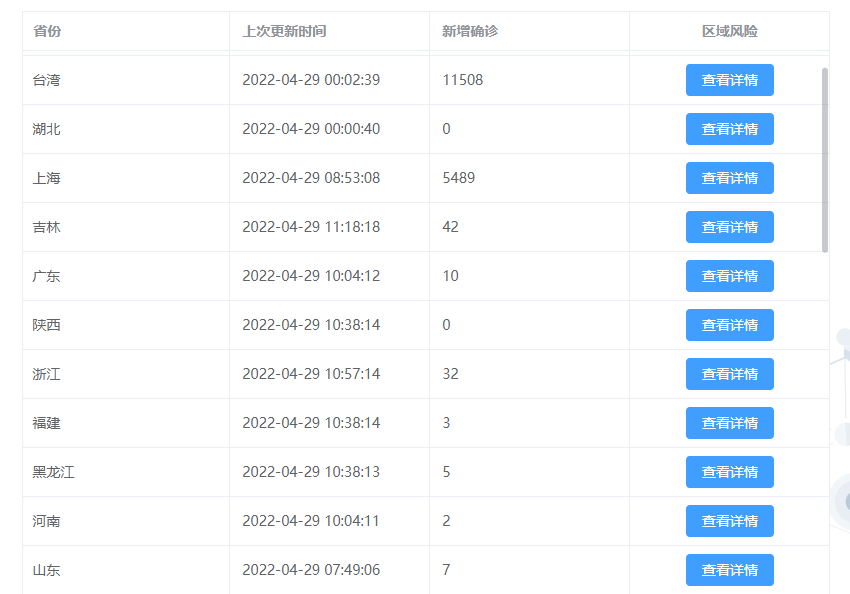 省份 上次更新时间 新增确诊 区域风险
台湾 2022-04-29 00:02:39 11508 查看详情
湖北 2022-04-29 00:00:40 0 查看详情
上海 2022-04-29 08:53:08 5489 查看详情
吉林 2022-04-29 11:18:18 42 查看详情
广东 2022-04-29 10:04:12 10 查看详情
陕西 2022-04-29 10:38:14 0 查看详情
浙江 2022-04-29 10:57:14 32 查看详情
福建 2022-04-29 10:38:14 3 查看详情
黑龙江 2022-04-29 10:38:13 5 查看详情
河南 2022-04-29 10:04:11 2 查看详情
山东 2022-04-29 07:49:06 7 查看详情